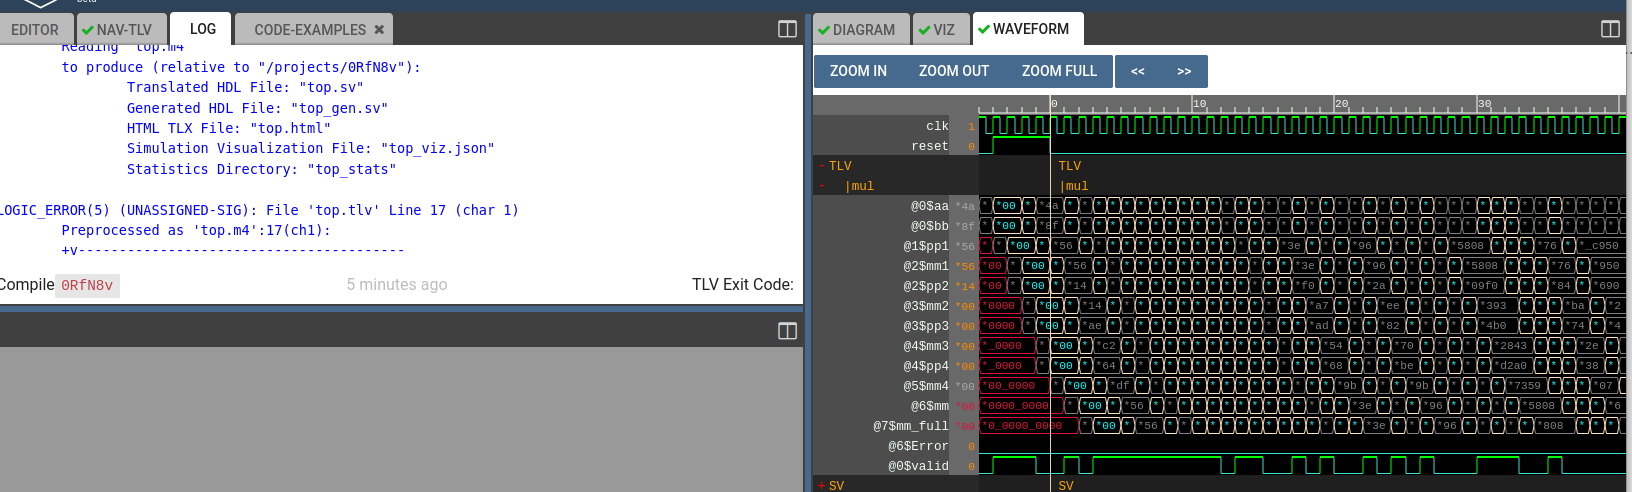 beta
EDITOR NAV-TLV LOG CODE-EXAMPLES ✖
Reading "top.m4"
to produce (relative to "/projects/0RfN8v"):
Translated HDL File: "top.sv"
Generated HDL File: "top_gen.sv"
HTML TLX File: "top.html"
Simulation Visualization File: "top_viz.json"
Statistics Directory: "top_stats"
LOGIC_ERROR(5) (UNASSIGNED-SIG): File 'top.tlv' Line 17 (char 1)
Preprocessed as 'top.m4':17(ch1):
+v----------------------------------------
Compile 0RfN8v 5 minutes ago TLV Exit Code:
DIAGRAM VIZ WAVEFORM
ZOOM IN ZOOM OUT ZOOM FULL << >>
0 10 20 30
clk 1
reset 0
- TLV TLV
- |mul |mul
@0$aa *4a *00 *4a
@0$bb *8f *00 *8f
@1$pp1 *56 *00 *56 *3e *96 *5808 *76 *_c950
@2$mm1 *56 *00 *00 *56 *3e *96 *5808 *76 *950
@2$pp2 *14 *00 *00 *14 *f0 *2a *09f0 *84 *690
@3$mm2 *00 *0000 *00 *14 *a7 *ee *393 *ba *2
@3$pp3 *00 *0000 *00 *ae *ad *82 *4b0 *74 *4
@4$mm3 *00 *_0000 *00 *c2 *54 *70 *2843 *2e
@4$pp4 *00 *_0000 *00 *64 *68 *be *d2a0 *38
@5$mm4 *00 *00_0000 *00 *df *9b *9b *7359 *07
@6$mm *00 *0000_0000 *00 *56 *3e *96 *5808 *6
@7$mm_full *00 *0_0000_0000 *00 *56 *3e *96 *808
@6$Error 0
@0$valid 0
+ SV SV